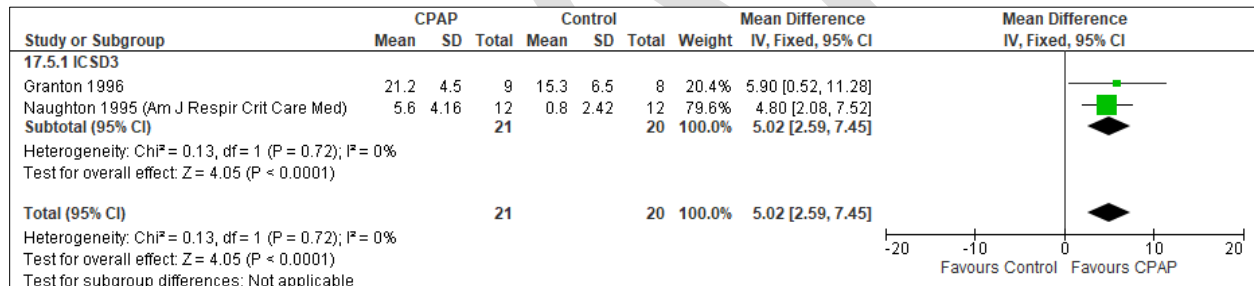 CPAP Control Mean Difference Mean Difference
Study or Subgroup Mean SD Total Mean SD Total Weight IV, Fixed, 95% CI IV, Fixed, 95% CI
17.5.1 ICSD3
Granton 1996 21.2 4.5 9 15.3 6.5 8 20.4% 5.90 [0.52, 11.28]
Naughton 1995 (Am J Respir Crit Care Med) 5.6 4.16 12 0.8 2.42 12 79.6% 4.80 [2.08, 7.52]
Subtotal (95% CI) 21 20 100.0% 5.02 [2.59, 7.45]
Heterogeneity: Chi² = 0.13, df = 1 (P = 0.72); I² = 0%
Test for overall effect: Z = 4.05 (P < 0.0001)
Total (95% CI) 21 20 100.0% 5.02 [2.59, 7.45]
Heterogeneity: Chi² = 0.13, df = 1 (P = 0.72); I² = 0%
Test for overall effect: Z = 4.05 (P < 0.0001)
Test for subgroup differences: Not applicable
-20 -10 0 10 20
Favours Control Favours CPAP